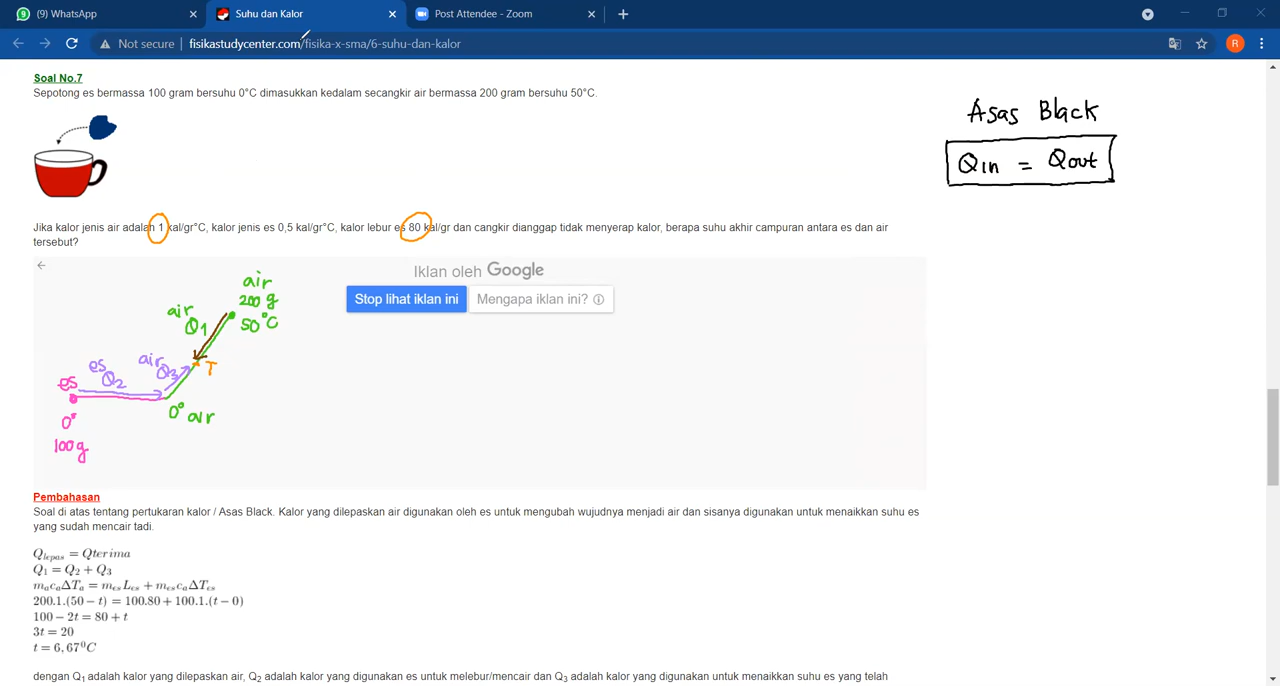 (9) WhatsApp
Suhu dan Kalor
Post Attendee - Zoom
Not secure
fisikastudycenter.com/fisika-x-sma/6-suhu-dan-kalor
R
Soal No.7
Sepotong es bermassa 100 gram bersuhu 0°C dimasukkan kedalam secangkir air bermassa 200 gram bersuhu 50°C.
Asas Black
Qin = Qout
Jika kalor jenis air adalah 1 kal/gr°C, kalor jenis es 0,5 kal/gr°C, kalor lebur es 80 kal/gr dan cangkir dianggap tidak menyerap kalor, berapa suhu akhir campuran antara es dan air
tersebut?
Iklan oleh Google
Stop lihat iklan ini
Mengapa iklan ini?
air
200 g
50°C
air
Q1
T
es
Q2
air
Q3
es
0°
100g
0° air
Pembahasan
Soal di atas tentang pertukaran kalor / Asas Black. Kalor yang dilepaskan air digunakan oleh es untuk mengubah wujudnya menjadi air dan sisanya digunakan untuk menaikkan suhu es
yang sudah mencair tadi.
Qlepas = Qterima
Q1 = Q2 + Q3
macaΔTa = mesLes + mescaΔTes
200.1.(50 − t) = 100.80 + 100.1.(t − 0)
100 − 2t = 80 + t
3t = 20
t = 6,67⁰C
dengan Q1 adalah kalor yang dilepaskan air, Q2 adalah kalor yang digunakan es untuk melebur/mencair dan Q3 adalah kalor yang digunakan untuk menaikkan suhu es yang telah